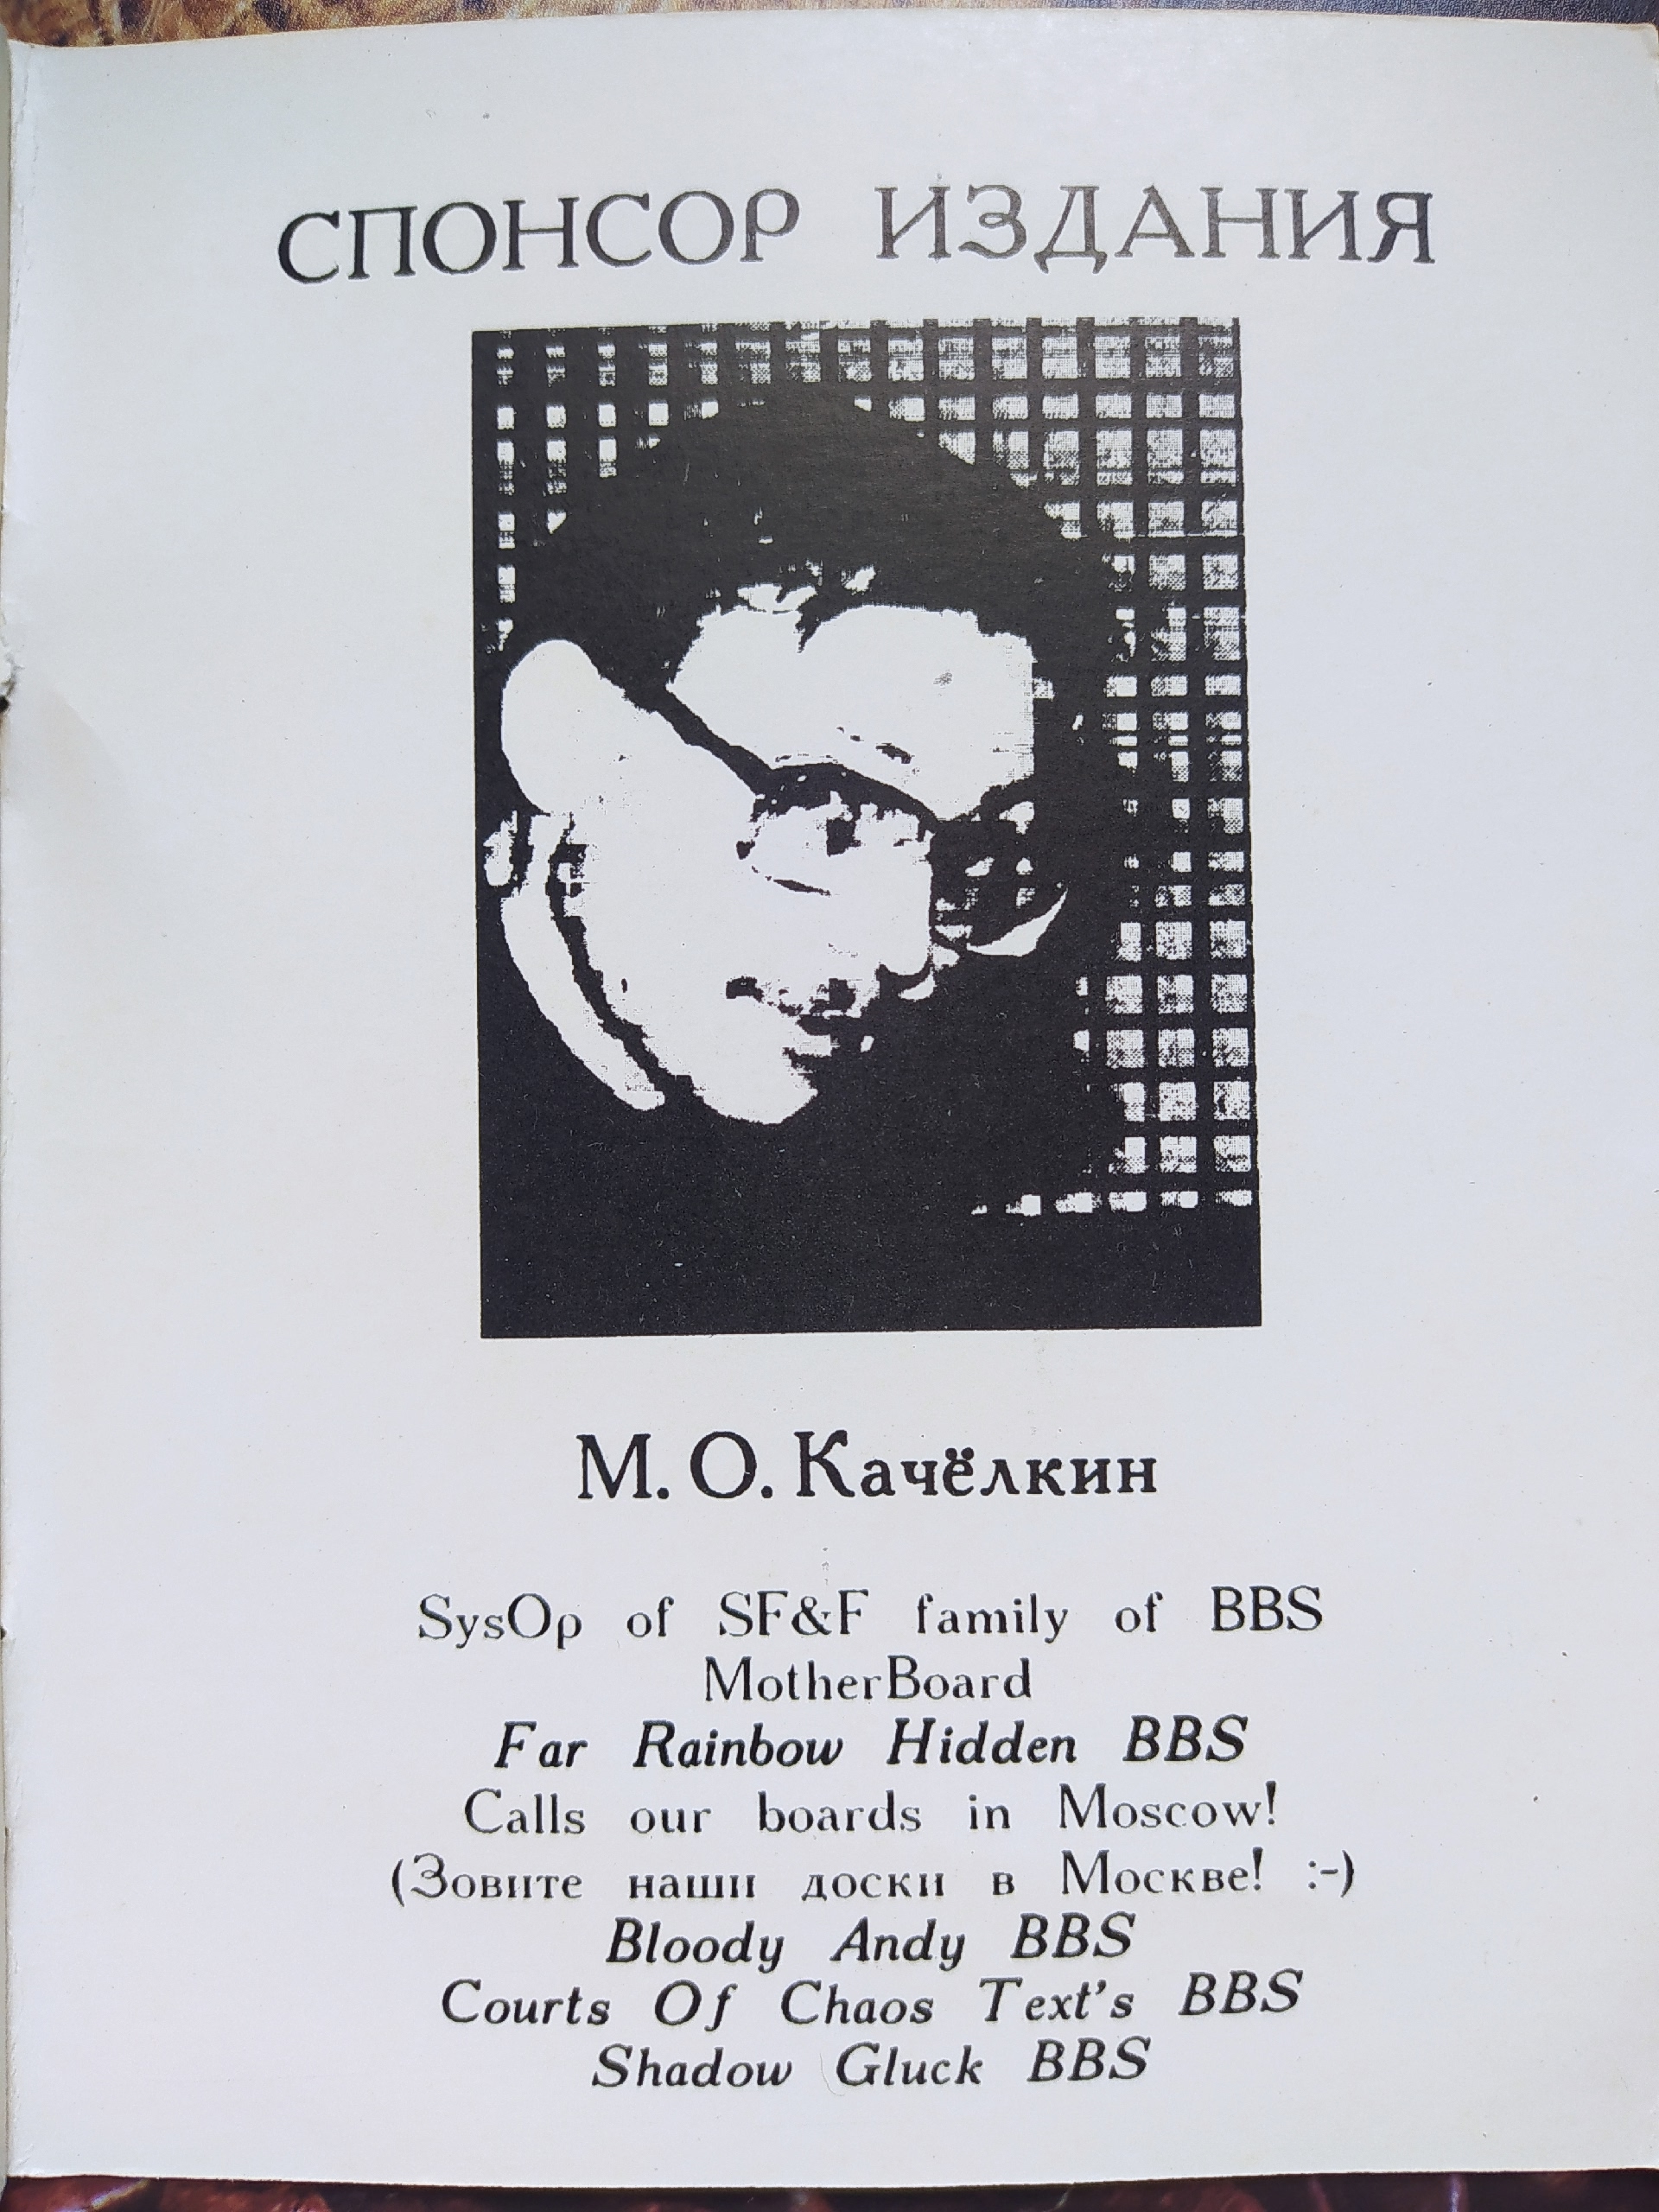 СПОНСОР ИЗДАНИЯ
М. О. Качёлкин
SysOp of SF&F family of BBS
MotherBoard
Far Rainbow Hidden BBS
Calls our boards in Moscow!
(Зовите наши доски в Москве! :-)
Bloody Andy BBS
Courts Of Chaos Text's BBS
Shadow Gluck BBS